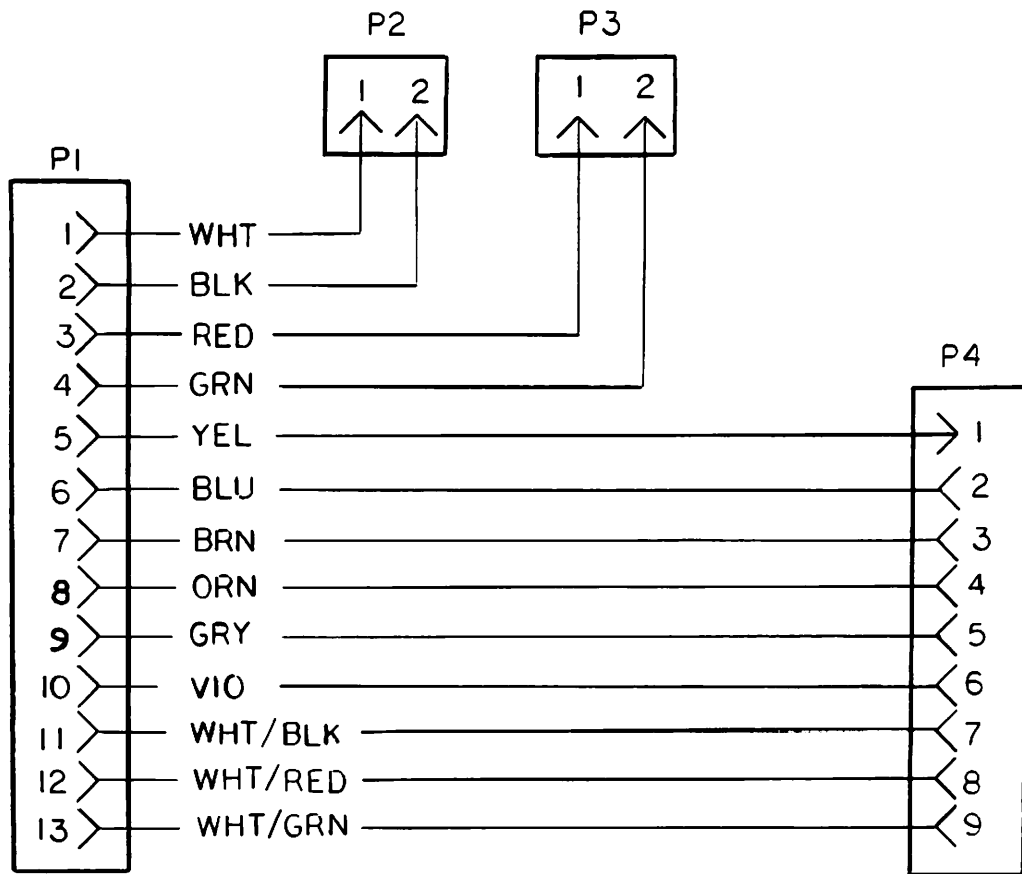 P2
P3
1 2
1 2
P1
1 WHT
2 BLK
3 RED
4 GRN
P4
5 YEL 1
6 BLU 2
7 BRN 3
8 ORN 4
9 GRY 5
10 VIO 6
11 WHT/BLK 7
12 WHT/RED 8
13 WHT/GRN 9